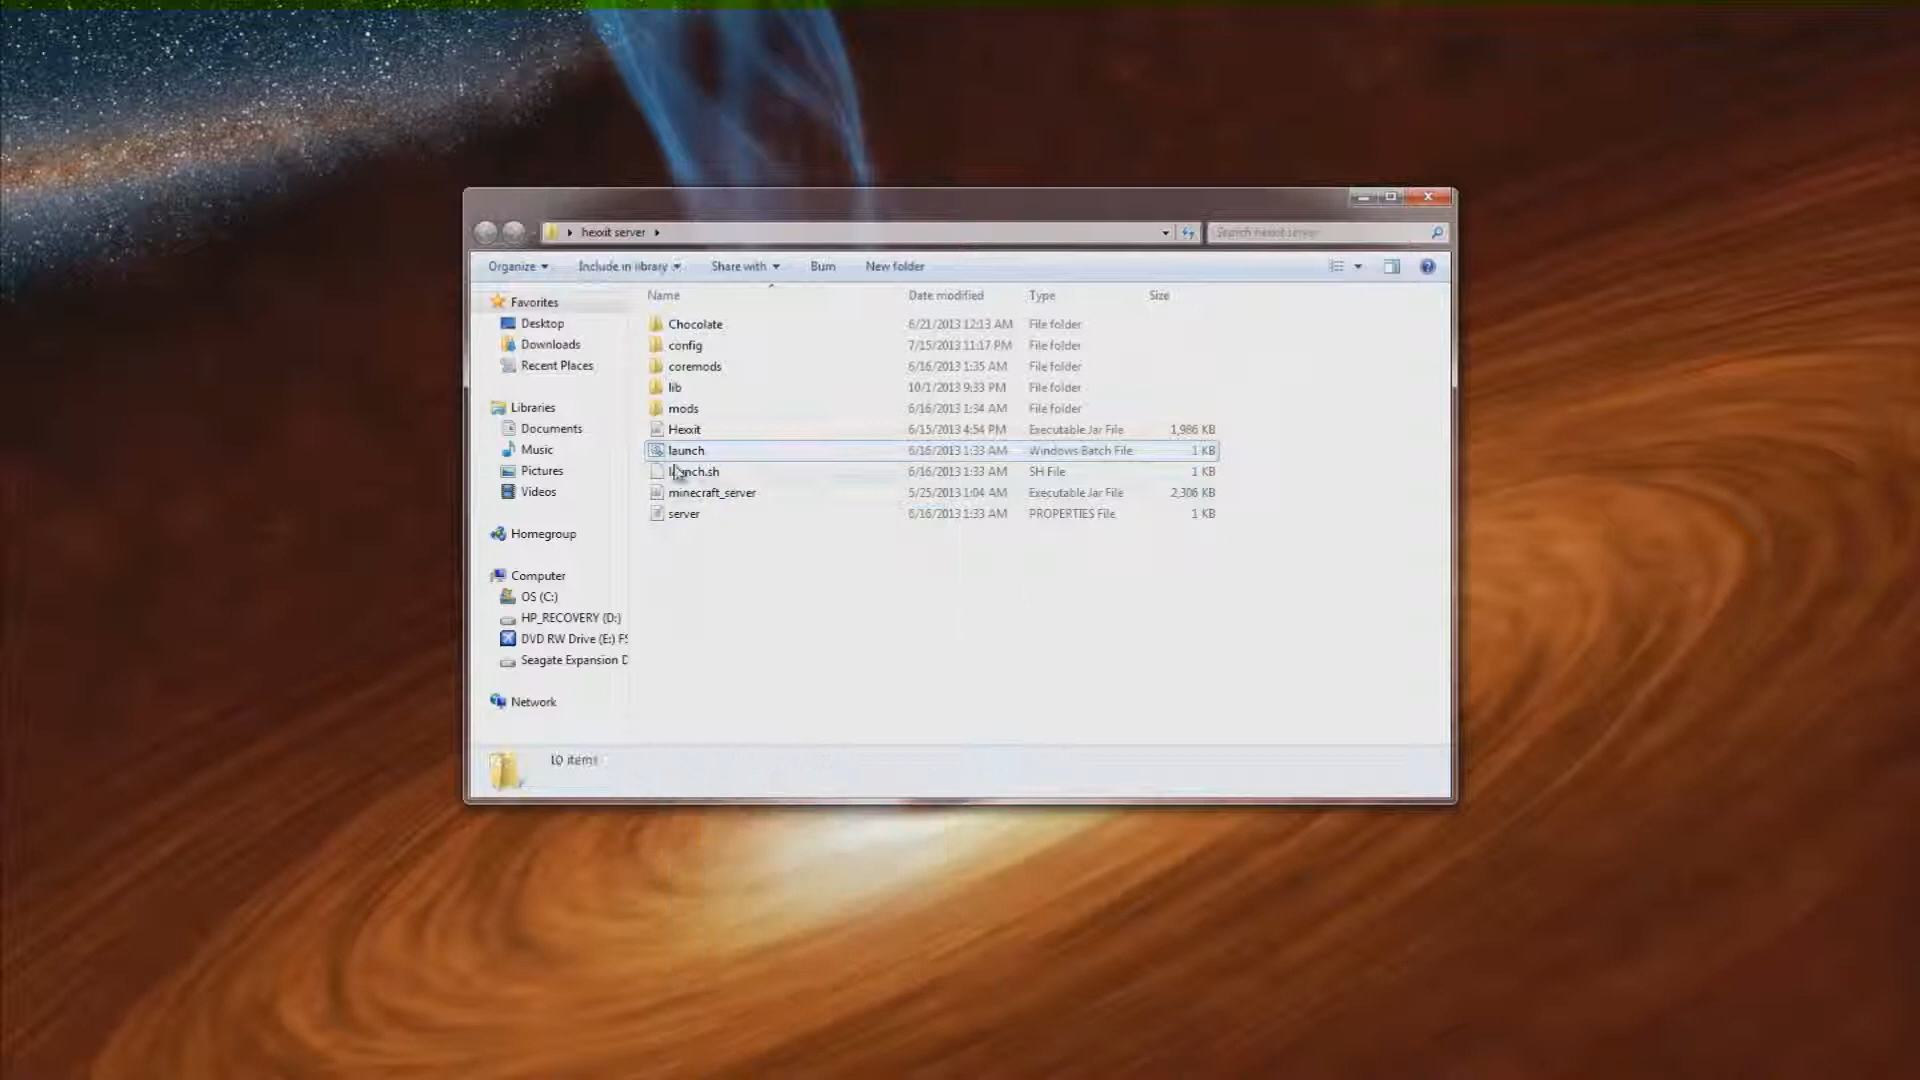 hexxit server
Search hexxit server
Organize Include in library Share with Burn New folder
Name Date modified Type Size
Favorites
Desktop
Downloads
Recent Places
Libraries
Documents
Music
Pictures
Videos
Homegroup
Computer
OS (C:)
HP_RECOVERY (D:)
DVD RW Drive (E:) FS
Seagate Expansion D
Network
Chocolate 6/21/2013 12:13 AM File folder
config 7/15/2013 11:17 PM File folder
coremods 6/16/2013 1:35 AM File folder
lib 10/1/2013 9:33 PM File folder
mods 6/16/2013 1:34 AM File folder
Hexxit 6/15/2013 4:54 PM Executable Jar File 1,986 KB
launch 6/16/2013 1:33 AM Windows Batch File 1 KB
launch.sh 6/16/2013 1:33 AM SH File 1 KB
minecraft_server 5/25/2013 1:04 AM Executable Jar File 2,306 KB
server 6/16/2013 1:33 AM PROPERTIES File 1 KB
10 items